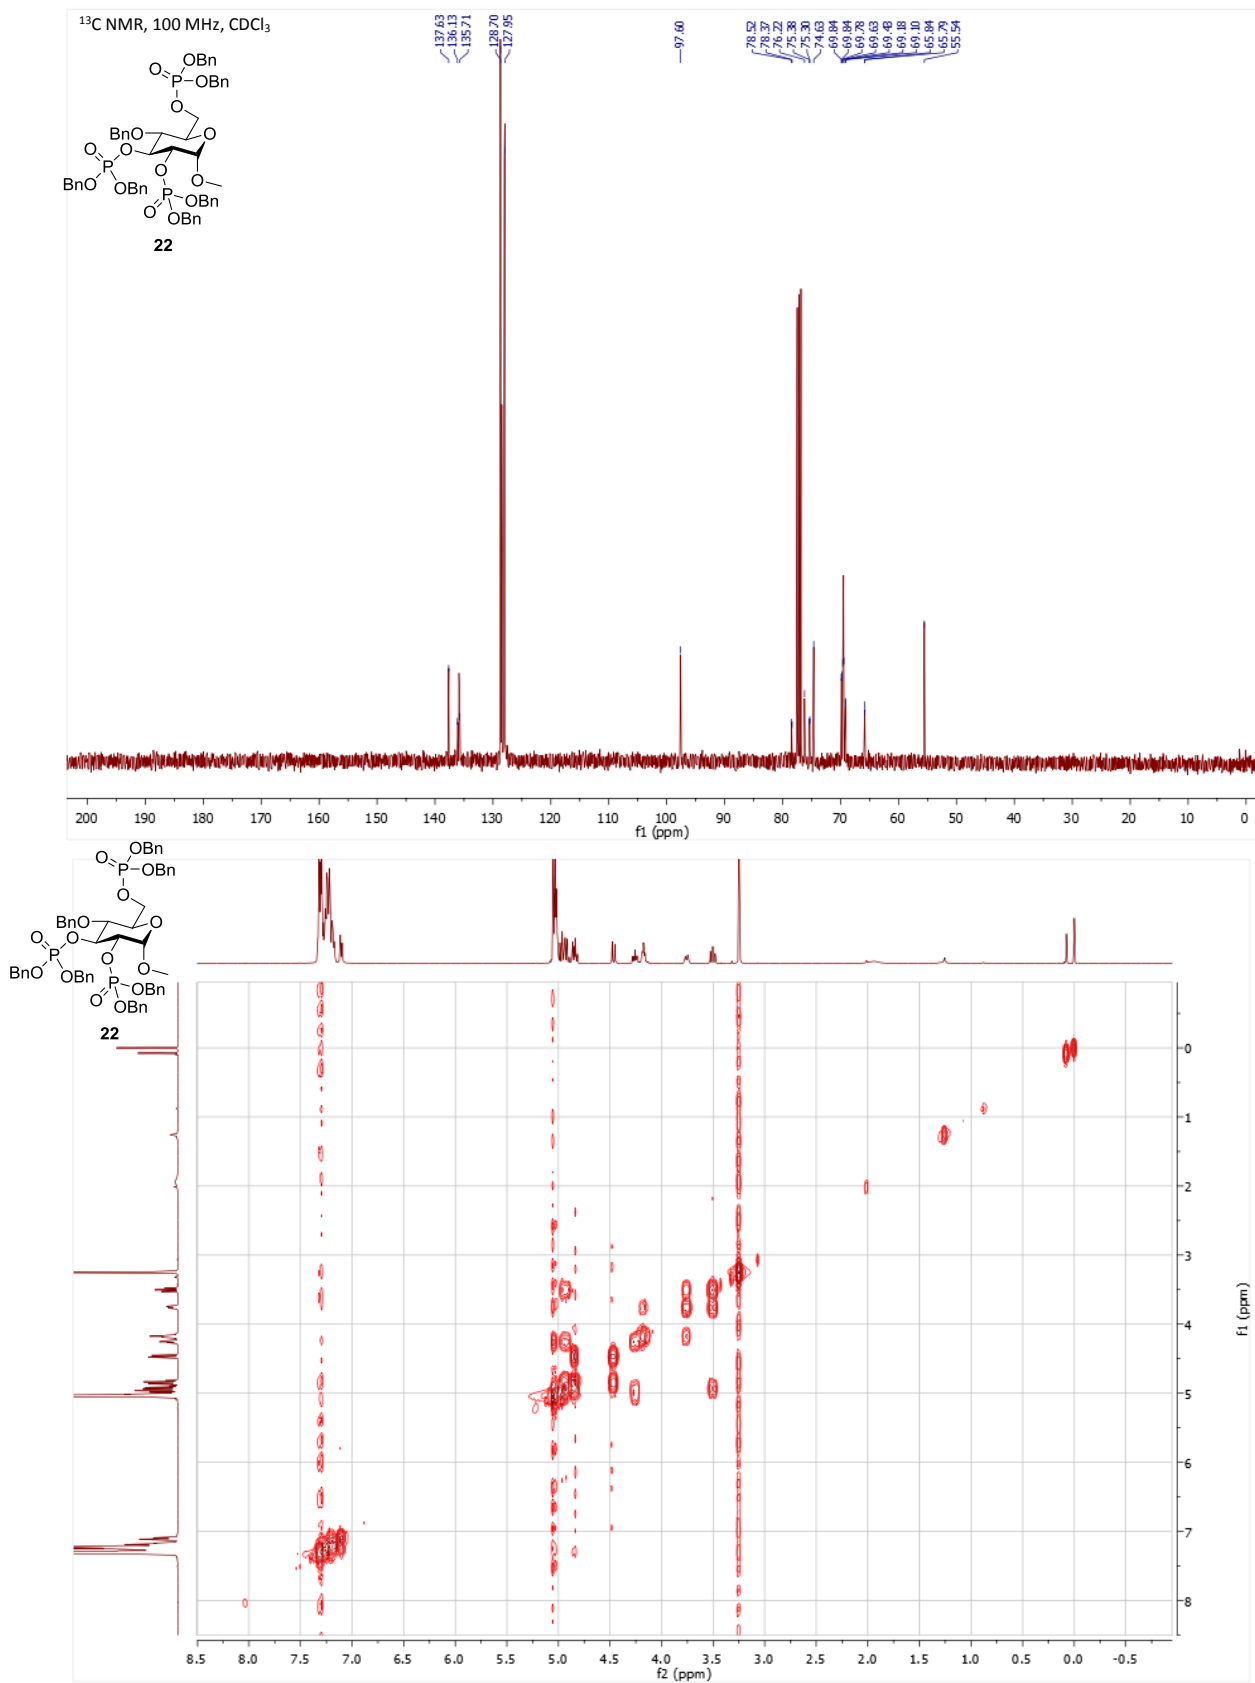 ¹³C NMR, 100 MHz, CDCl₃
137.63
136.13
135.71
128.70
127.95
97.60
78.52
78.37
76.22
75.38
75.30
74.63
69.84
69.84
69.78
69.63
69.43
69.18
69.10
65.84
65.79
55.54
OBn
O
P
OBn
O
BnO
O
O
O
P
O
O
BnO
OBn
P
OBn
O
OBn
22
200 190 180 170 160 150 140 130 120 110 100 90 80 70 60 50 40 30 20 10 0
f1 (ppm)
OBn
O
P
OBn
O
BnO
O
O
O
P
O
O
BnO
OBn
P
OBn
O
OBn
22
0
1
2
3
4
5
6
7
8
f1 (ppm)
8.5 8.0 7.5 7.0 6.5 6.0 5.5 5.0 4.5 4.0 3.5 3.0 2.5 2.0 1.5 1.0 0.5 0.0 -0.5
f2 (ppm)